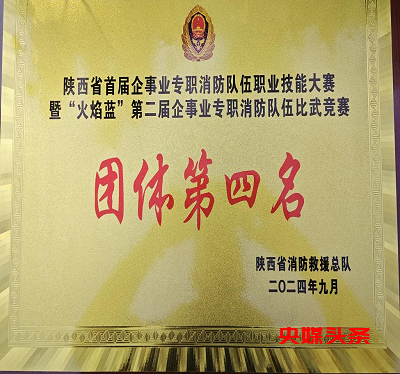 陕西省首届企事业专职消防队伍职业技能大赛
暨“火焰蓝”第二届企事业专职消防队伍比武竞赛
团体第四名
陕西省消防救援总队
二〇二四年九月
央媒头条